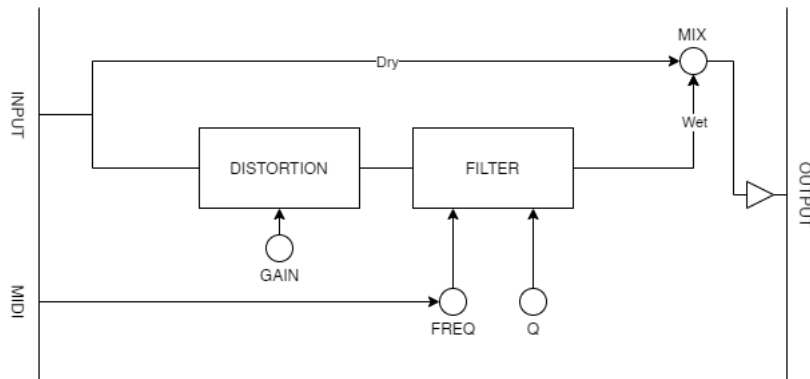 MIX
Dry
INPUT
Wet
DISTORTION
FILTER
OUTPUT
GAIN
MIDI
FREQ
Q